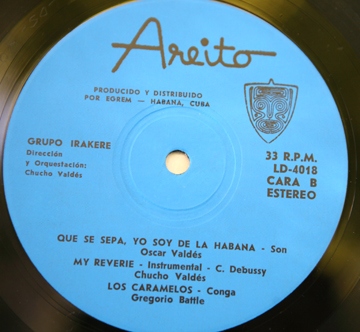 Areito
PRODUCIDO Y DISTRIBUIDO
POR EGREM — HABANA, CUBA
GRUPO IRAKERE
Dirección
y Orquestación:
Chucho Valdés
33 R.P.M.
LD-4018
CARA B
ESTEREO
QUE SE SEPA, YO SOY DE LA HABANA - Son
Oscar Valdés
MY REVERIE - Instrumental - C. Debussy
Chucho Valdés
LOS CARAMELOS - Conga
Gregorio Battle